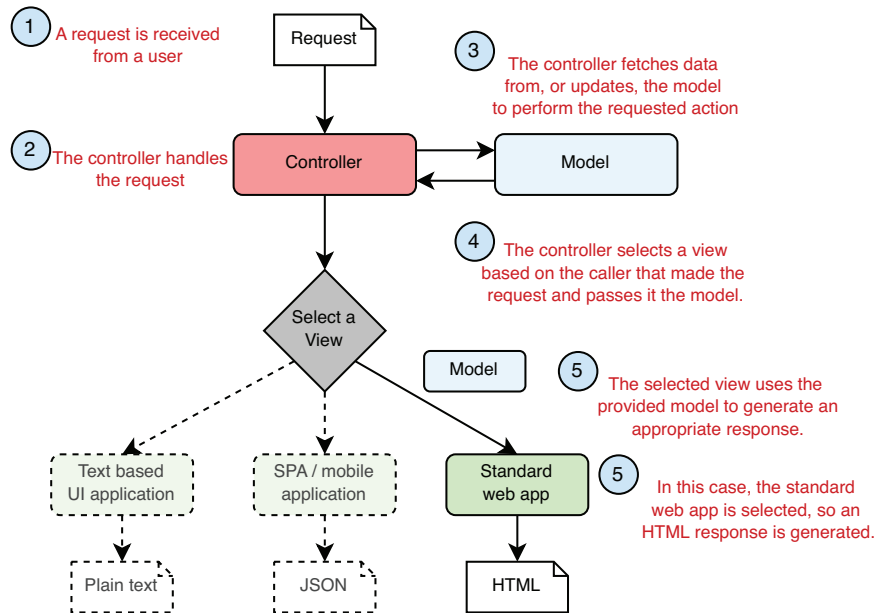 1
A request is received
from a user
Request
3
The controller fetches data
from, or updates, the model
to perform the requested action
2
The controller handles
the request
Controller
Model
4
The controller selects a view
based on the caller that made the
request and passes it the model.
Select a
View
Model
5
The selected view uses the
provided model to generate an
appropriate response.
Text based
UI application
SPA / mobile
application
Standard
web app
5
In this case, the standard
web app is selected, so an
HTML response is generated.
Plain text
JSON
HTML